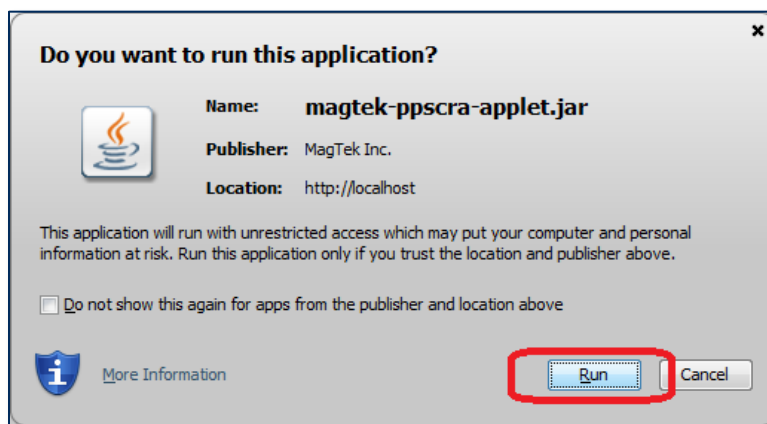 Do you want to run this application?
Name: magtek-ppscra-applet.jar
Publisher: MagTek Inc.
Location: http://localhost
This application will run with unrestricted access which may put your computer and personal
information at risk. Run this application only if you trust the location and publisher above.
Do not show this again for apps from the publisher and location above
More Information
Run
Cancel